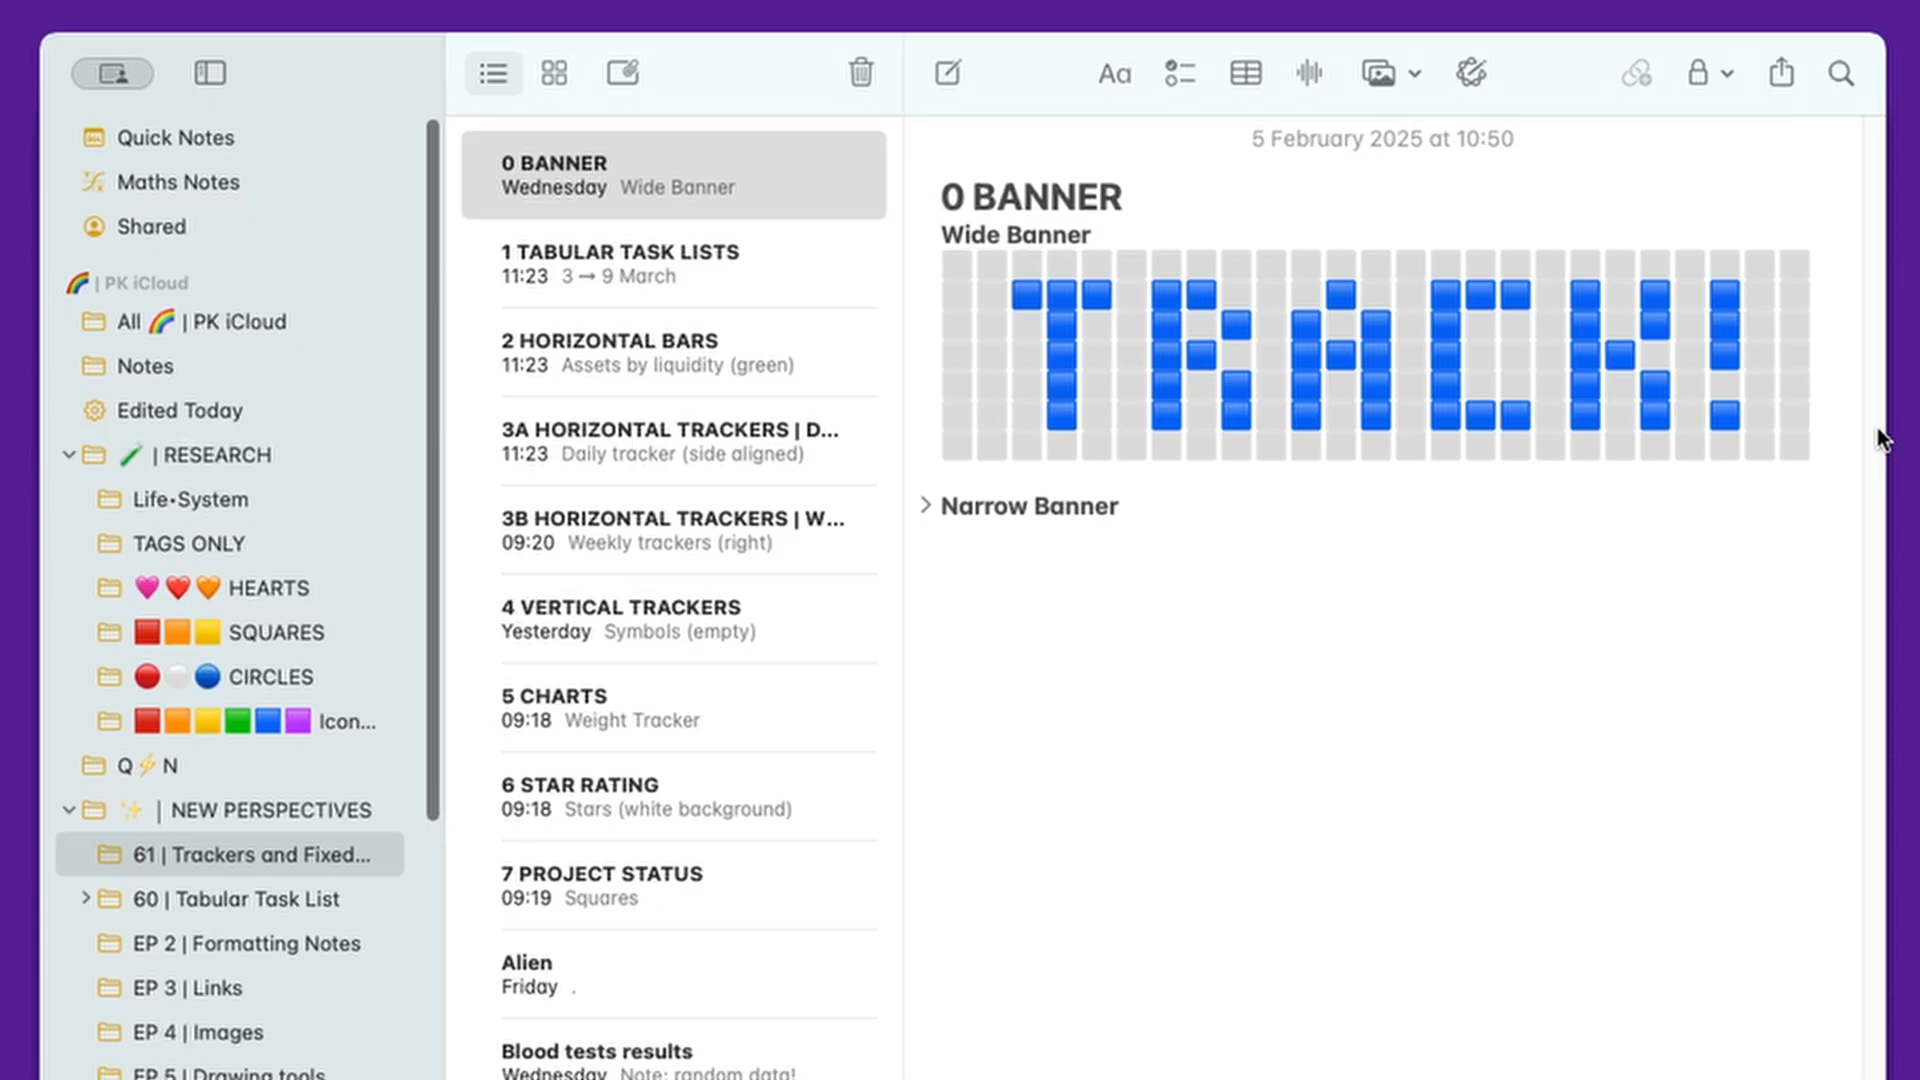 Quick Notes
Maths Notes
Shared
🌈 | PK iCloud
All 🌈 | PK iCloud
Notes
Edited Today
🧪 | RESEARCH
Life•System
TAGS ONLY
🩷 ❤️ 🧡 HEARTS
🟥 🟧 🟨 SQUARES
🔴 ⚪ 🔵 CIRCLES
🟥 🟧 🟨 🟩 🟦 🟪 Icon...
Q⚡N
✨ | NEW PERSPECTIVES
61 | Trackers and Fixed...
60 | Tabular Task List
EP 2 | Formatting Notes
EP 3 | Links
EP 4 | Images
EP 5 | Drawing tools
0 BANNER
Wednesday Wide Banner
1 TABULAR TASK LISTS
11:23 3 → 9 March
2 HORIZONTAL BARS
11:23 Assets by liquidity (green)
3A HORIZONTAL TRACKERS | D...
11:23 Daily tracker (side aligned)
3B HORIZONTAL TRACKERS | W...
09:20 Weekly trackers (right)
4 VERTICAL TRACKERS
Yesterday Symbols (empty)
5 CHARTS
09:18 Weight Tracker
6 STAR RATING
09:18 Stars (white background)
7 PROJECT STATUS
09:19 Squares
Alien
Friday .
Blood tests results
Wednesday Note: random data!
Aa
5 February 2025 at 10:50
0 BANNER
Wide Banner
TRACK!
Narrow Banner